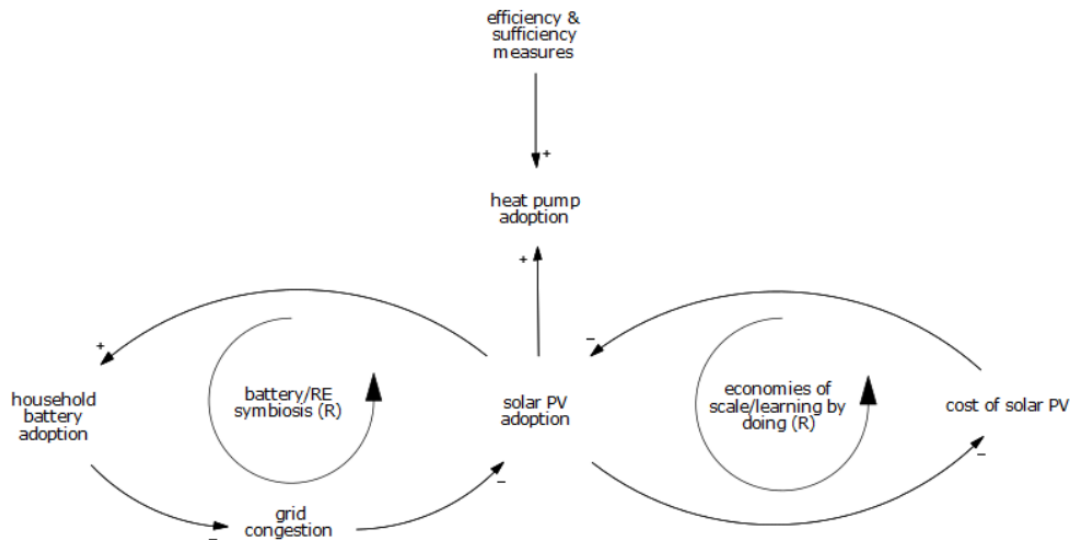 efficiency &
sufficiency
measures
+
heat pump
adoption
+
+
−
household
battery
adoption
battery/RE
symbiosis (R)
solar PV
adoption
economies of
scale/learning by
doing (R)
cost of solar PV
−
−
grid
congestion
−